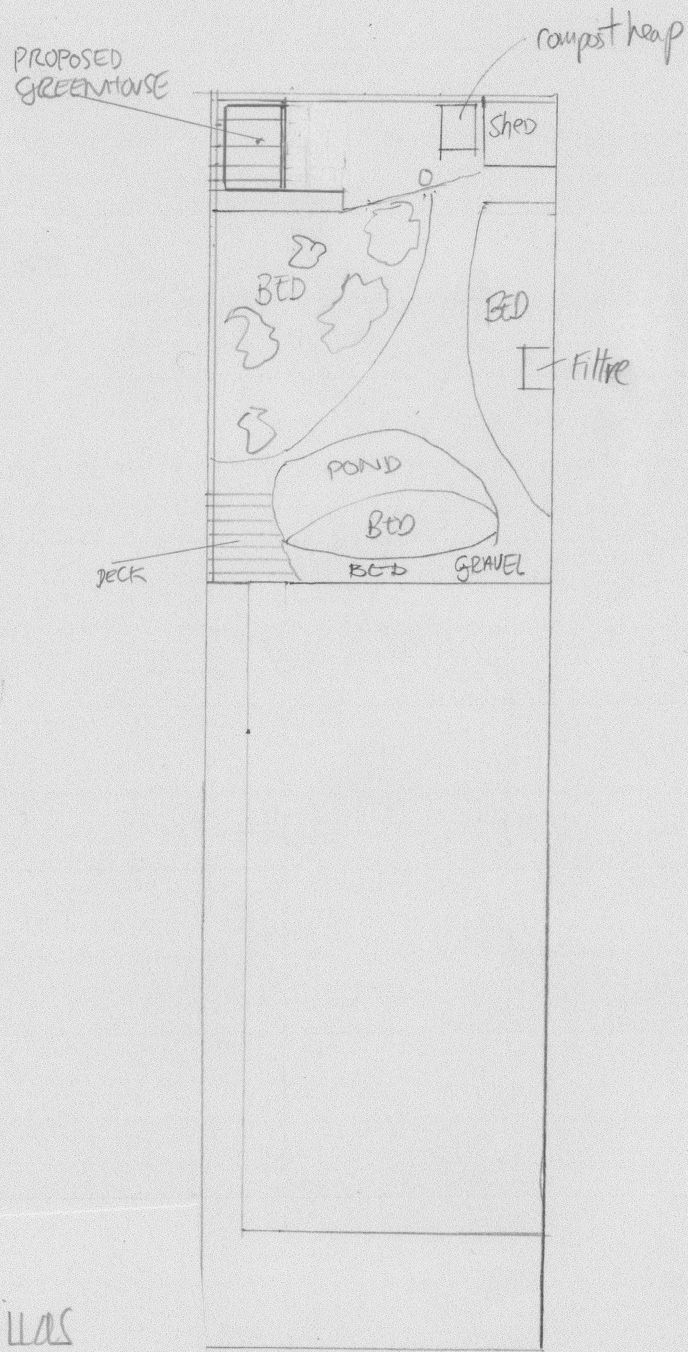 compost heap
PROPOSED
GREENHOUSE
Shed
BED
BED
Filtre
POND
BED
DECK
BED
GRAVEL